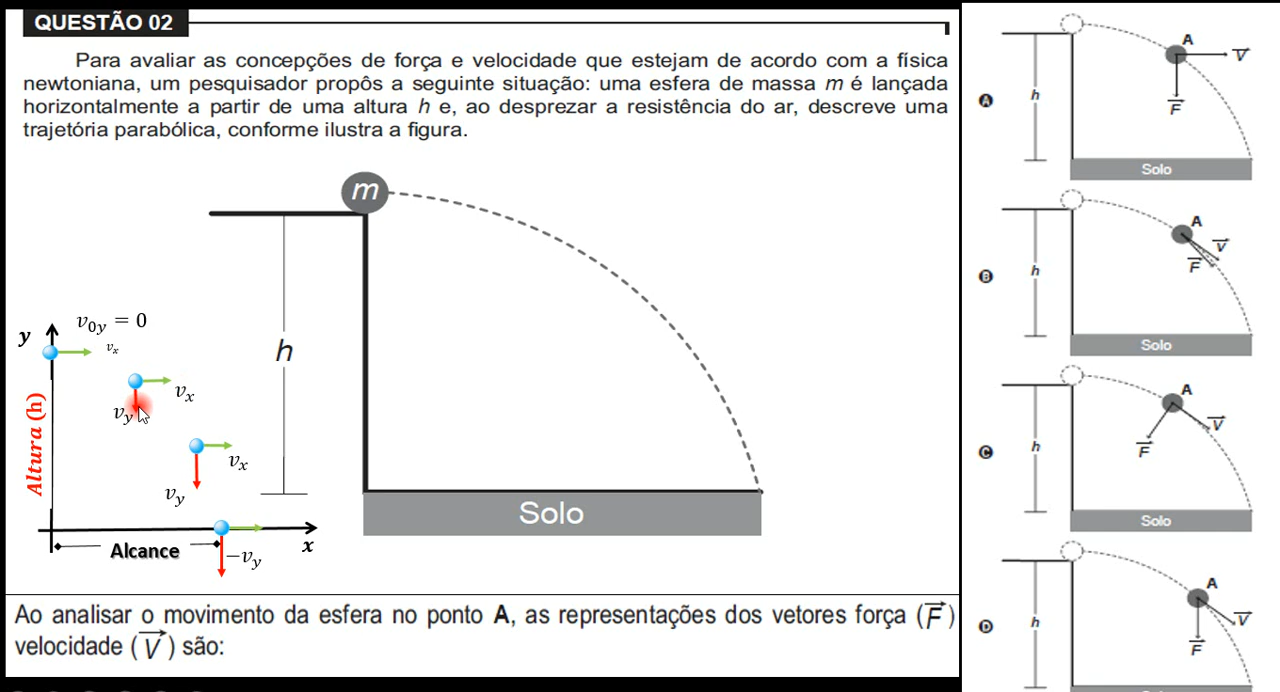 QUESTÃO 02
Para avaliar as concepções de força e velocidade que estejam de acordo com a física
newtoniana, um pesquisador propôs a seguinte situação: uma esfera de massa m é lançada
horizontalmente a partir de uma altura h e, ao desprezar a resistência do ar, descreve uma
trajetória parabólica, conforme ilustra a figura.
m
h
Solo
y
v0y = 0
vx
vx
vy
vx
vy
Altura (h)
Alcance
−vy
x
Ao analisar o movimento da esfera no ponto A, as representações dos vetores força (F)
velocidade (V) são:
A
h
A
V
F
Solo
B
h
A
V
F
Solo
C
h
A
V
F
Solo
D
h
A
V
F